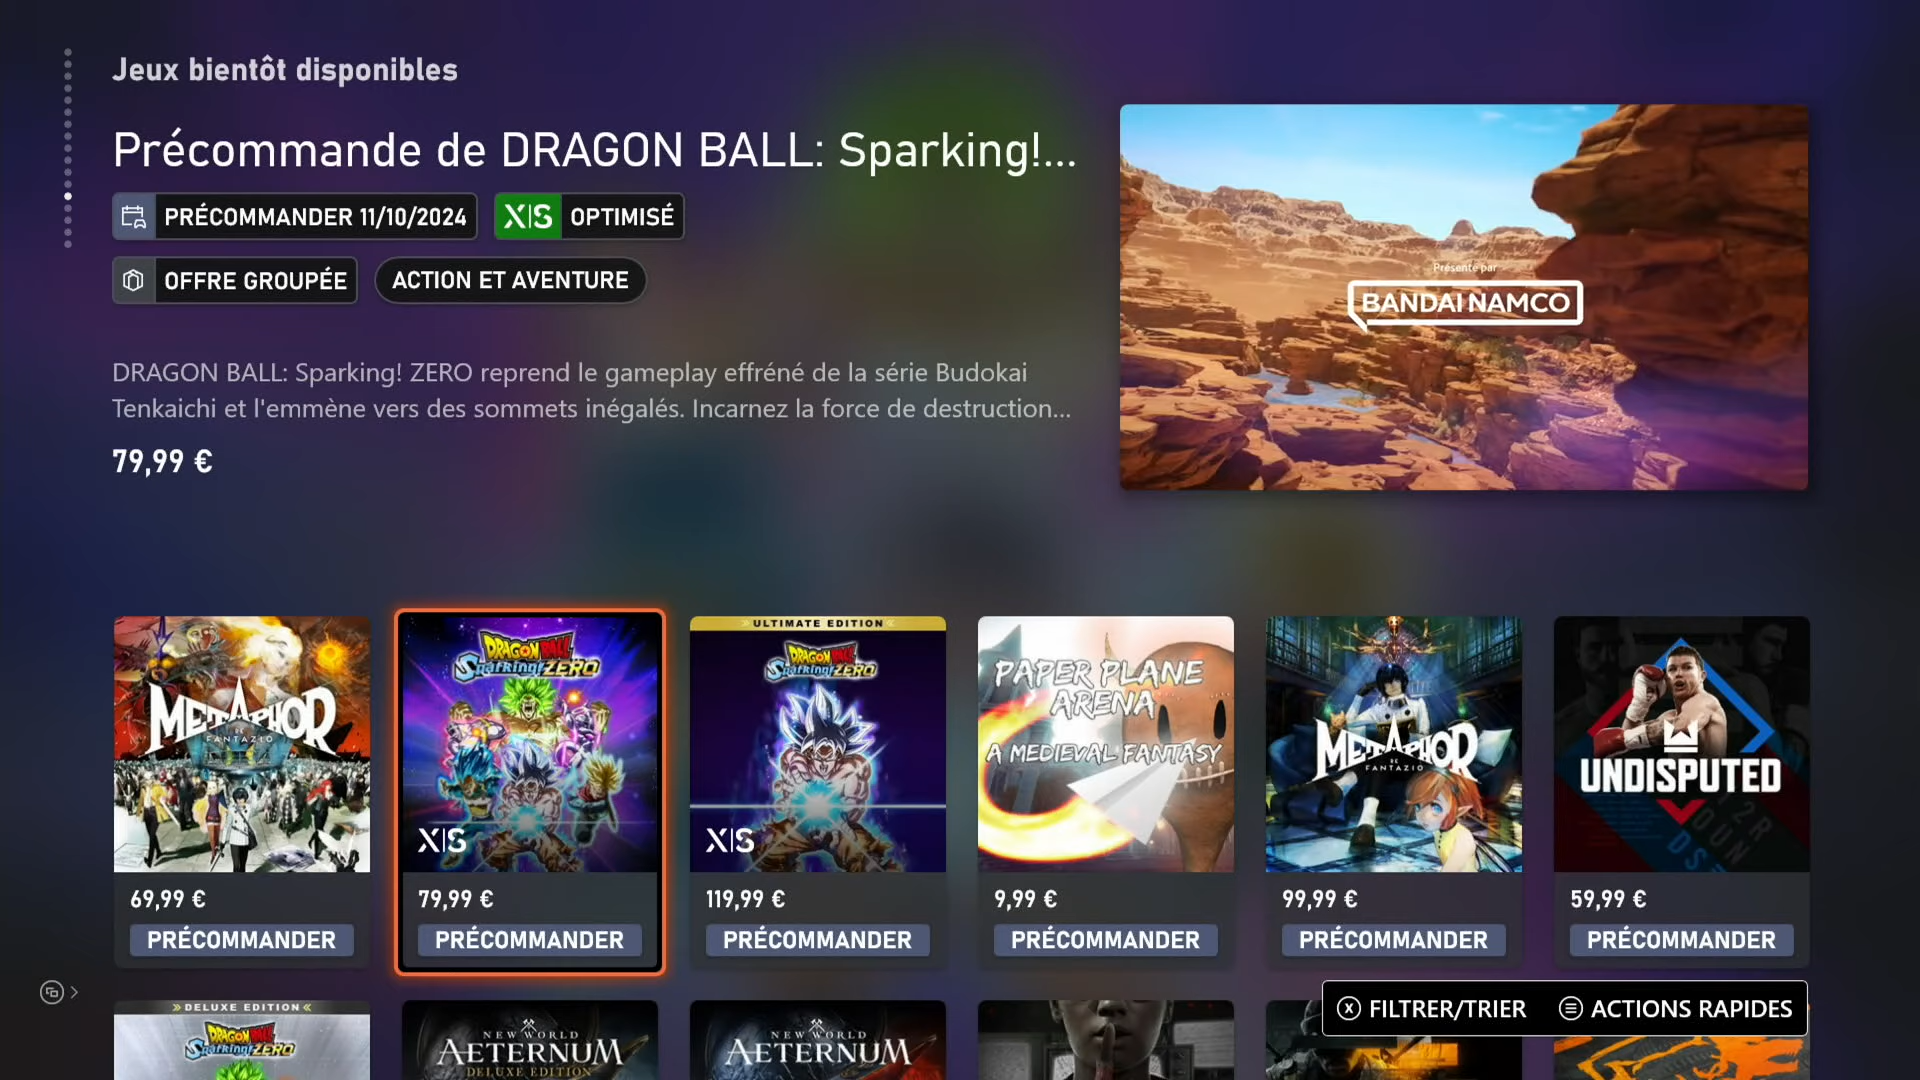 Jeux bientôt disponibles
Précommande de DRAGON BALL: Sparking!...
PRÉCOMMANDER 11/10/2024
X|S OPTIMISÉ
OFFRE GROUPÉE
ACTION ET AVENTURE
DRAGON BALL: Sparking! ZERO reprend le gameplay effréné de la série Budokai
Tenkaichi et l'emmène vers des sommets inégalés. Incarnez la force de destruction...
79,99 €
Présenté par
BANDAI NAMCO
METAPHOR
RE
FANTAZIO
69,99 €
PRÉCOMMANDER
DRAGON BALL
Sparking! ZERO
X|S
79,99 €
PRÉCOMMANDER
ULTIMATE EDITION
DRAGON BALL
Sparking! ZERO
X|S
119,99 €
PRÉCOMMANDER
PAPER PLANE
ARENA
A MEDIEVAL FANTASY
9,99 €
PRÉCOMMANDER
METAPHOR
RE
FANTAZIO
99,99 €
PRÉCOMMANDER
UNDISPUTED
59,99 €
PRÉCOMMANDER
DELUXE EDITION
DRAGON BALL
Sparking! ZERO
NEW WORLD
AETERNUM
DELUXE EDITION
NEW WORLD
AETERNUM
X FILTRER/TRIER
ACTIONS RAPIDES